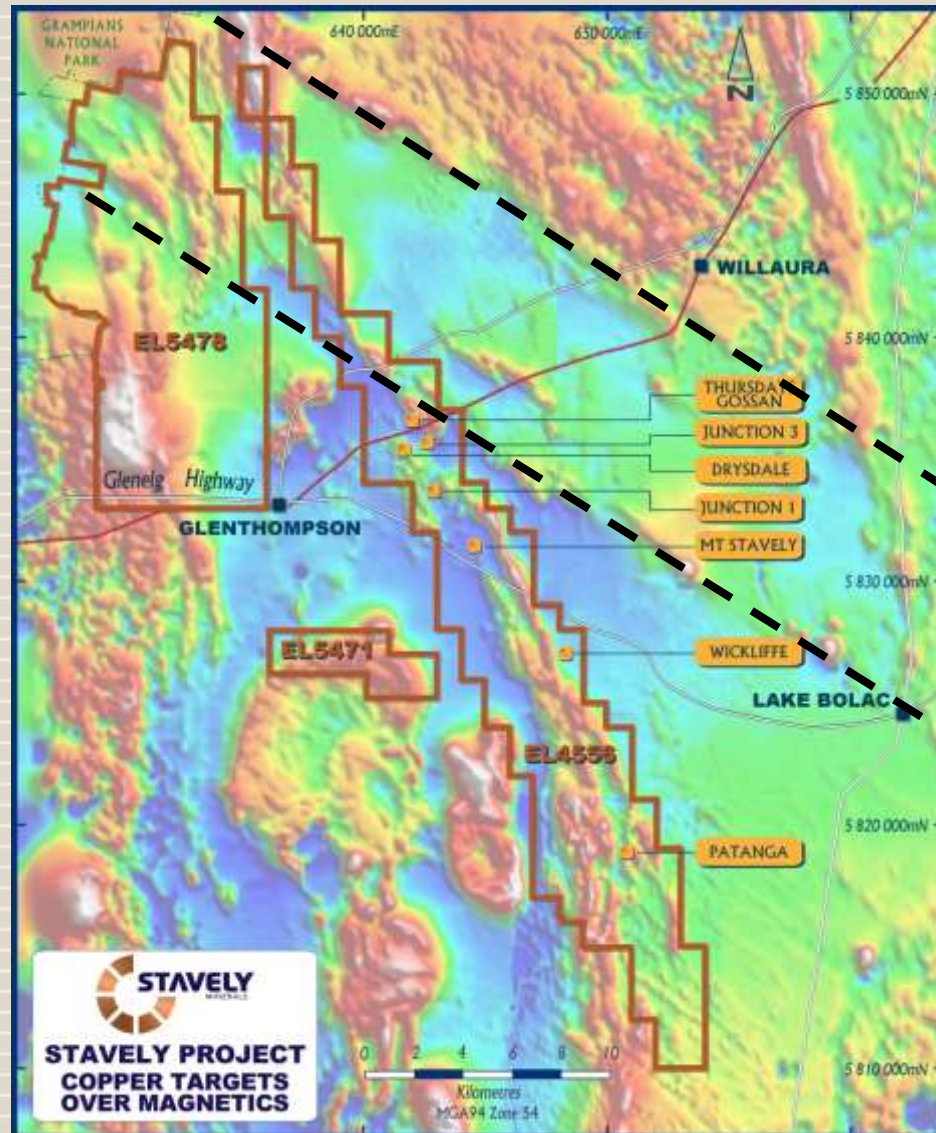 GRAMPIANS
NATIONAL
PARK
640 000mE
650 000mE
N
5 850 000mN
WILLAURA
5 840 000mN
EL5478
THURSDAY
GOSSAN
JUNCTION 3
DRYSDALE
Glenelg Highway
JUNCTION 1
GLENTHOMPSON
MT STAVELY
5 830 000mN
EL5471
WICKLIFFE
LAKE BOLAC
EL4556
5 820 000mN
PATANGA
STAVELY
MINERALS
STAVELY PROJECT
COPPER TARGETS
OVER MAGNETICS
0 2 4 6 8 10
Kilometres
MGA94 Zone 54
5 810 000mN